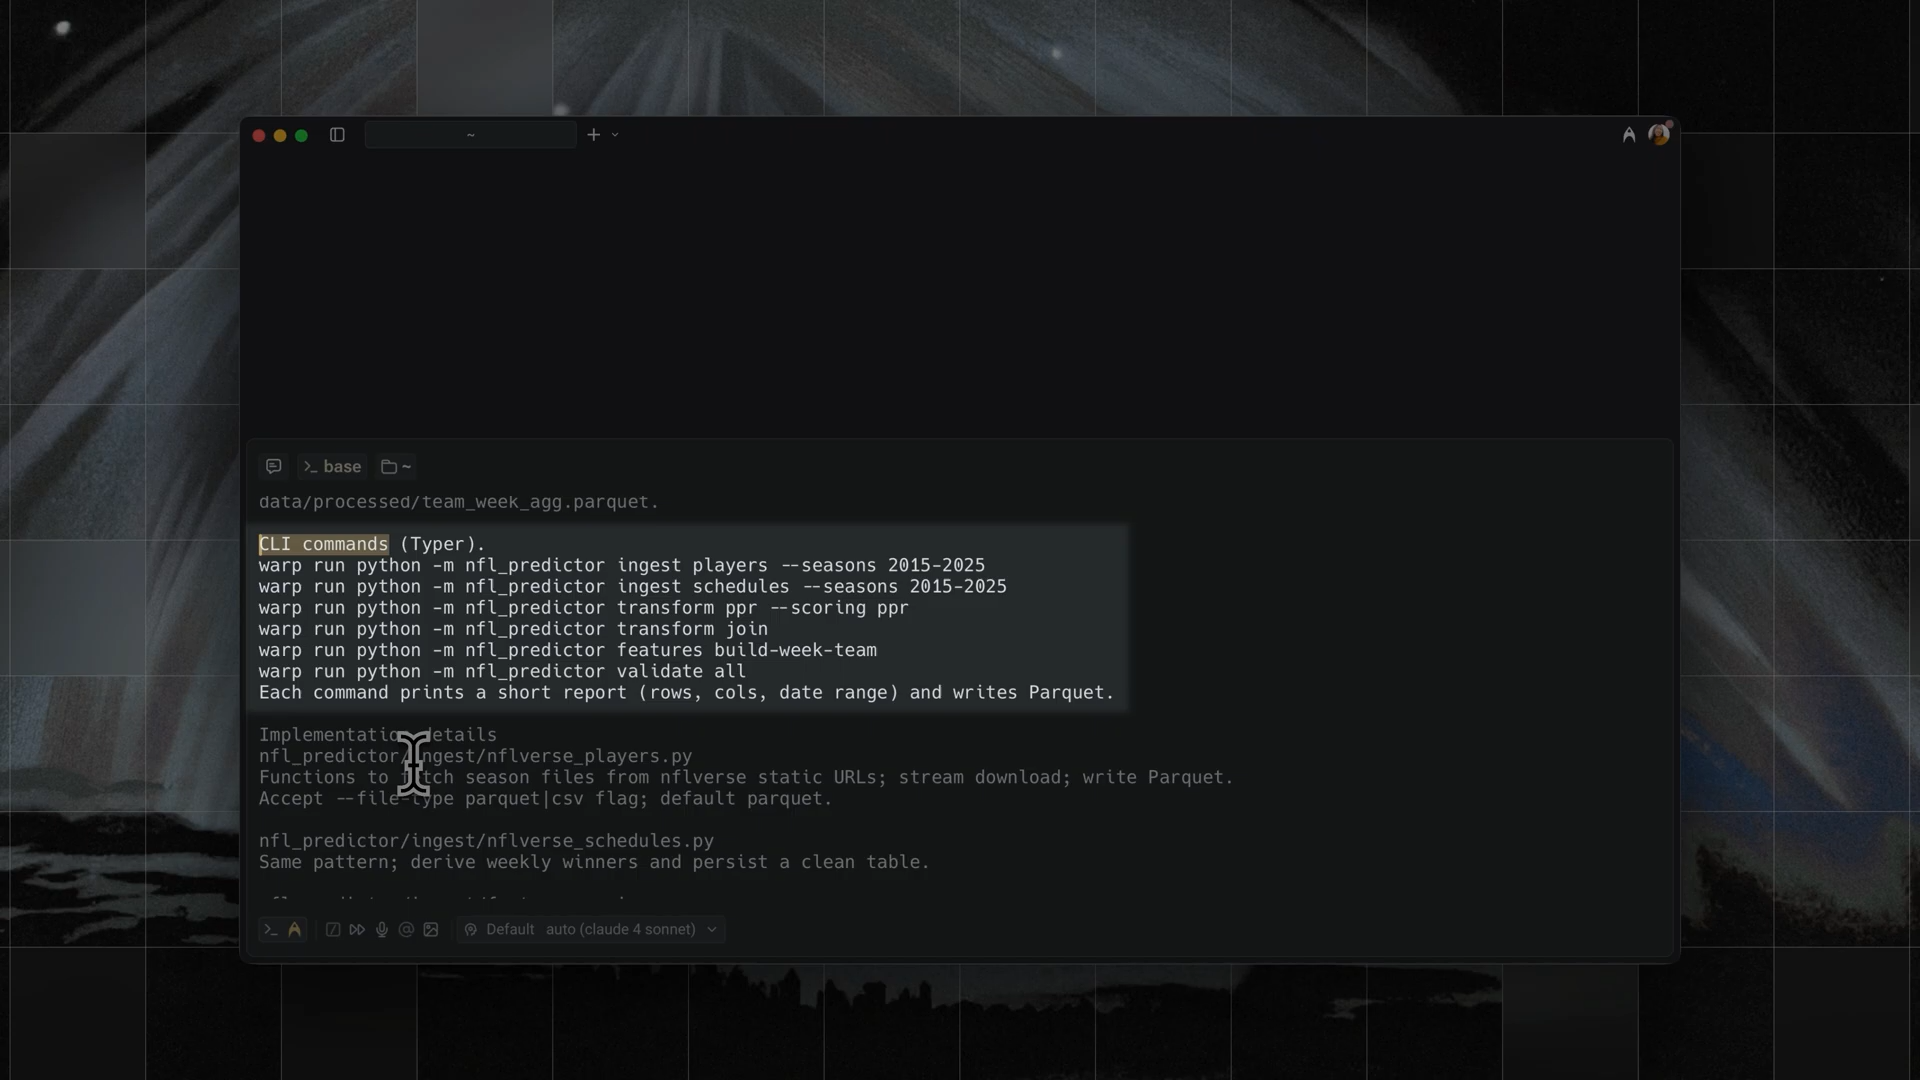 ~
base
~
data/processed/team_week_agg.parquet.
CLI commands (Typer).
warp run python -m nfl_predictor ingest players --seasons 2015-2025
warp run python -m nfl_predictor ingest schedules --seasons 2015-2025
warp run python -m nfl_predictor transform ppr --scoring ppr
warp run python -m nfl_predictor transform join
warp run python -m nfl_predictor features build-week-team
warp run python -m nfl_predictor validate all
Each command prints a short report (rows, cols, date range) and writes Parquet.
Implementation details
nfl_predictor/ingest/nflverse_players.py
Functions to fetch season files from nflverse static URLs; stream download; write Parquet.
Accept --file-type parquet|csv flag; default parquet.
nfl_predictor/ingest/nflverse_schedules.py
Same pattern; derive weekly winners and persist a clean table.
Default auto (claude 4 sonnet)